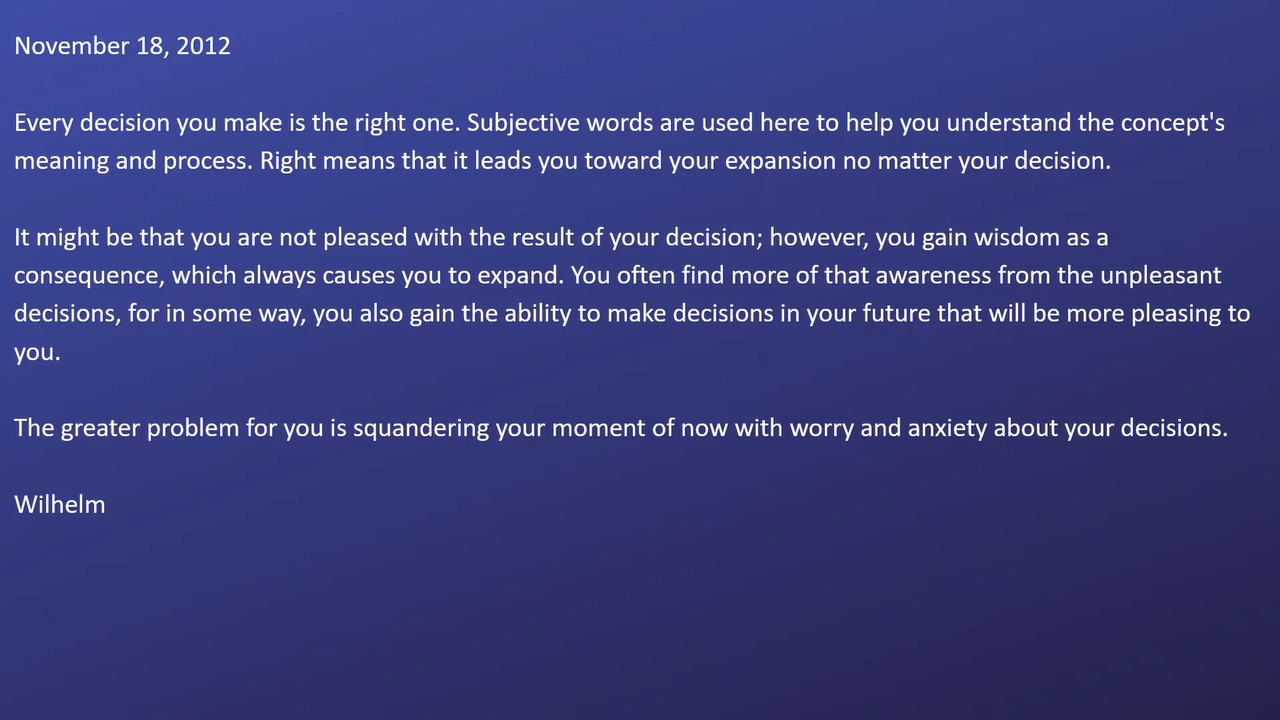 November 18, 2012
Every decision you make is the right one. Subjective words are used here to help you understand the concept's
meaning and process. Right means that it leads you toward your expansion no matter your decision.
It might be that you are not pleased with the result of your decision; however, you gain wisdom as a
consequence, which always causes you to expand. You often find more of that awareness from the unpleasant
decisions, for in some way, you also gain the ability to make decisions in your future that will be more pleasing to
you.
The greater problem for you is squandering your moment of now with worry and anxiety about your decisions.
Wilhelm